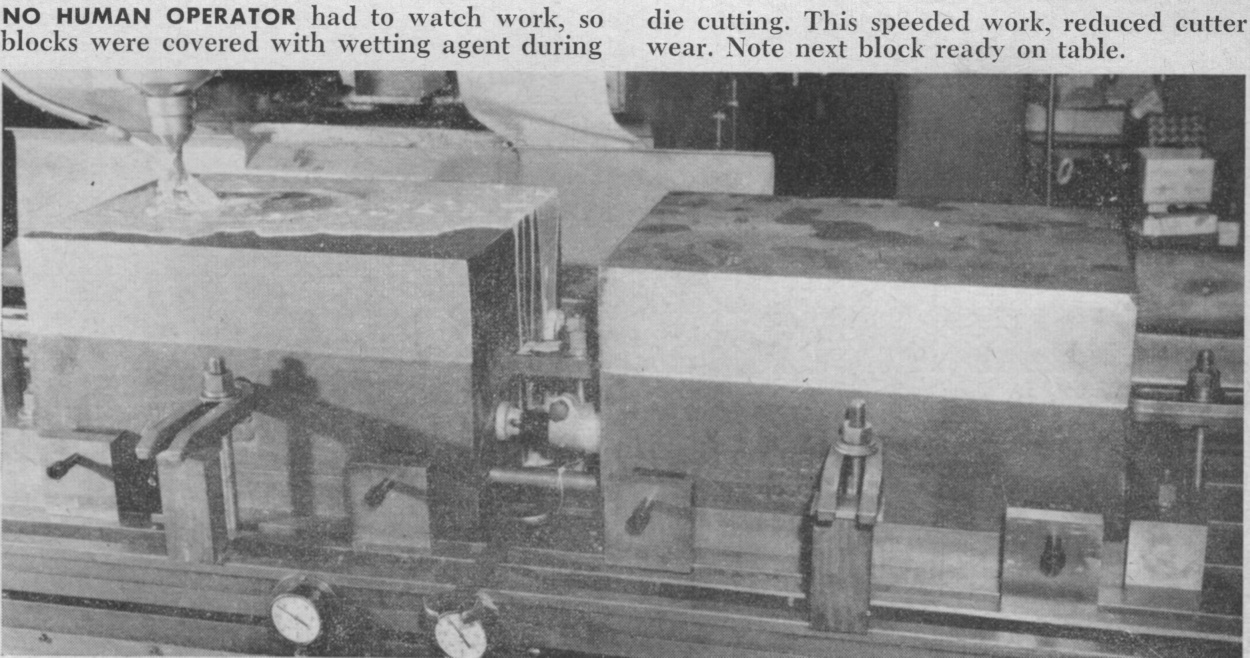 NO HUMAN OPERATOR had to watch work, so
blocks were covered with wetting agent during
die cutting. This speeded work, reduced cutter
wear. Note next block ready on table.